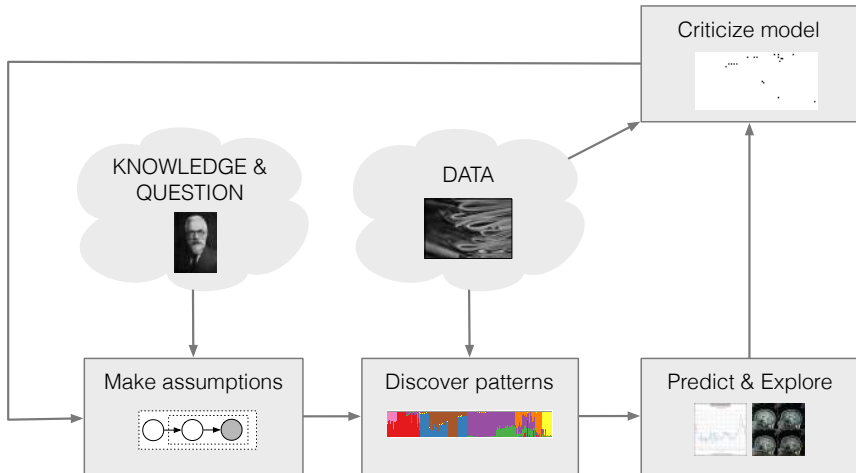 Criticize model
KNOWLEDGE &
QUESTION
DATA
Make assumptions
Discover patterns
Predict & Explore